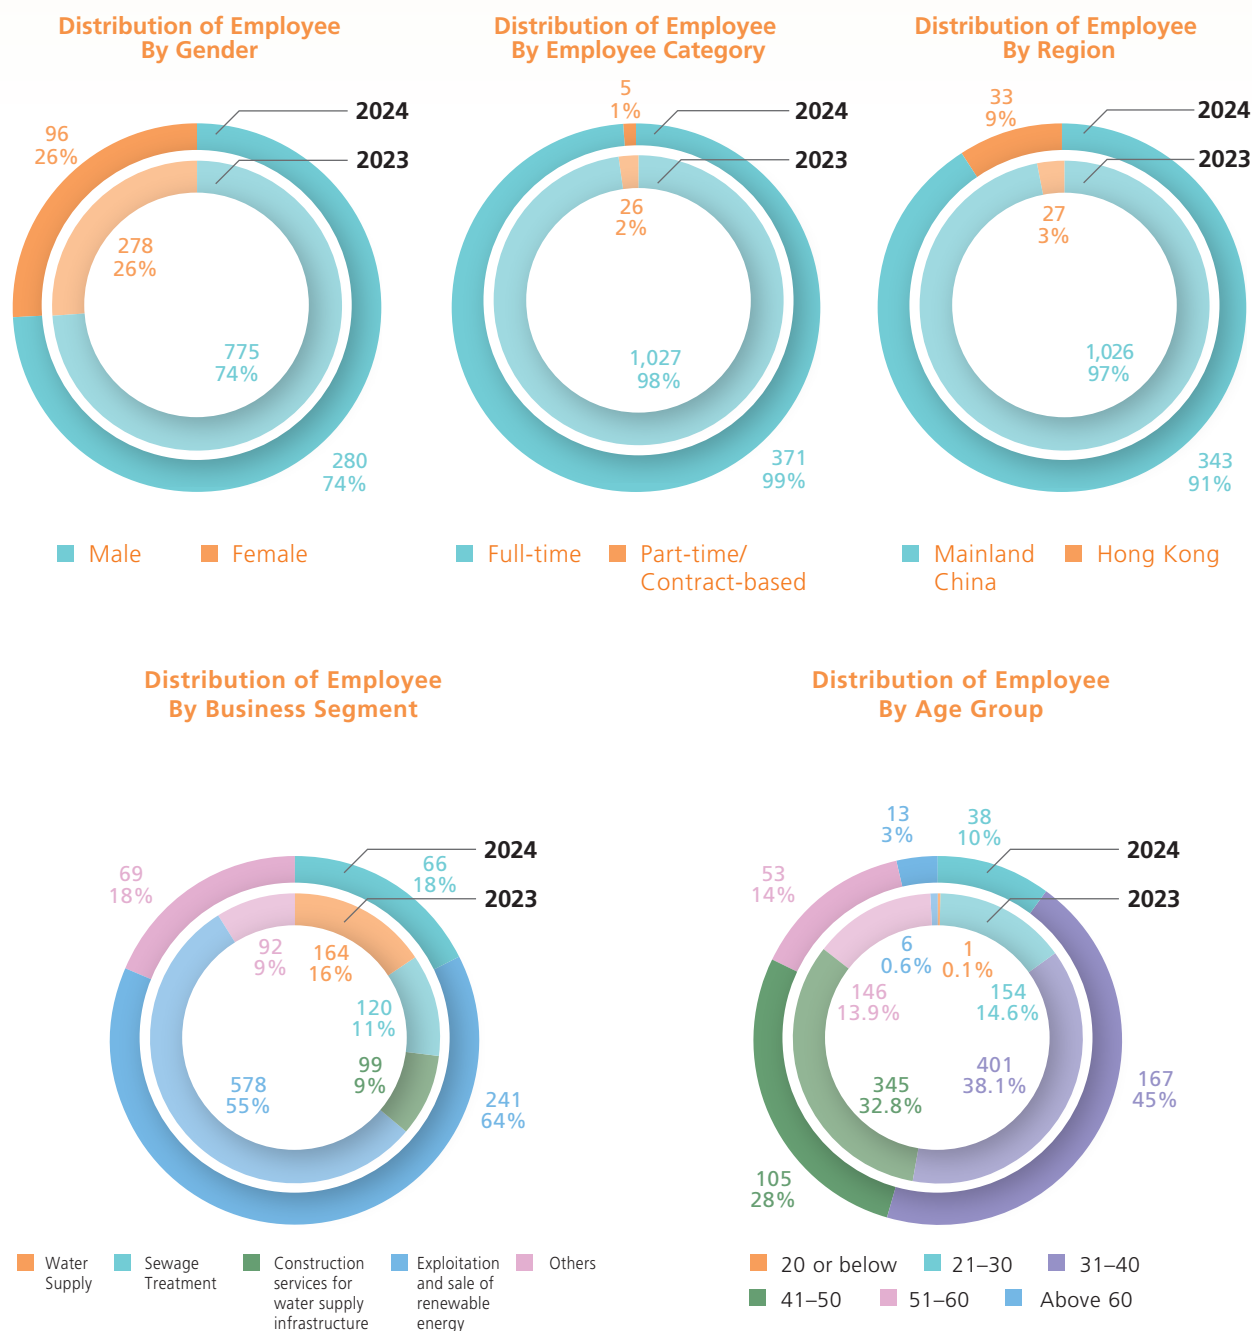 Distribution of Employee
By Gender
96
26%
2024
2023
278
26%
775
74%
280
74%
Male
Female
Distribution of Employee
By Employee Category
5
1%
2024
2023
26
2%
1,027
98%
371
99%
Full-time
Part-time/
Contract-based
Distribution of Employee
By Region
33
9%
2024
2023
27
3%
1,026
97%
343
91%
Mainland
China
Hong Kong
Distribution of Employee
By Business Segment
69
18%
66
18%
2024
2023
92
9%
164
16%
120
11%
99
9%
578
55%
241
64%
Water
Supply
Sewage
Treatment
Construction
services for
water supply
infrastructure
Exploitation
and sale of
renewable
energy
Others
Distribution of Employee
By Age Group
13
3%
38
10%
2024
2023
53
14%
6
0.6%
1
0.1%
146
13.9%
154
14.6%
401
38.1%
345
32.8%
167
45%
105
28%
20 or below
21–30
31–40
41–50
51–60
Above 60